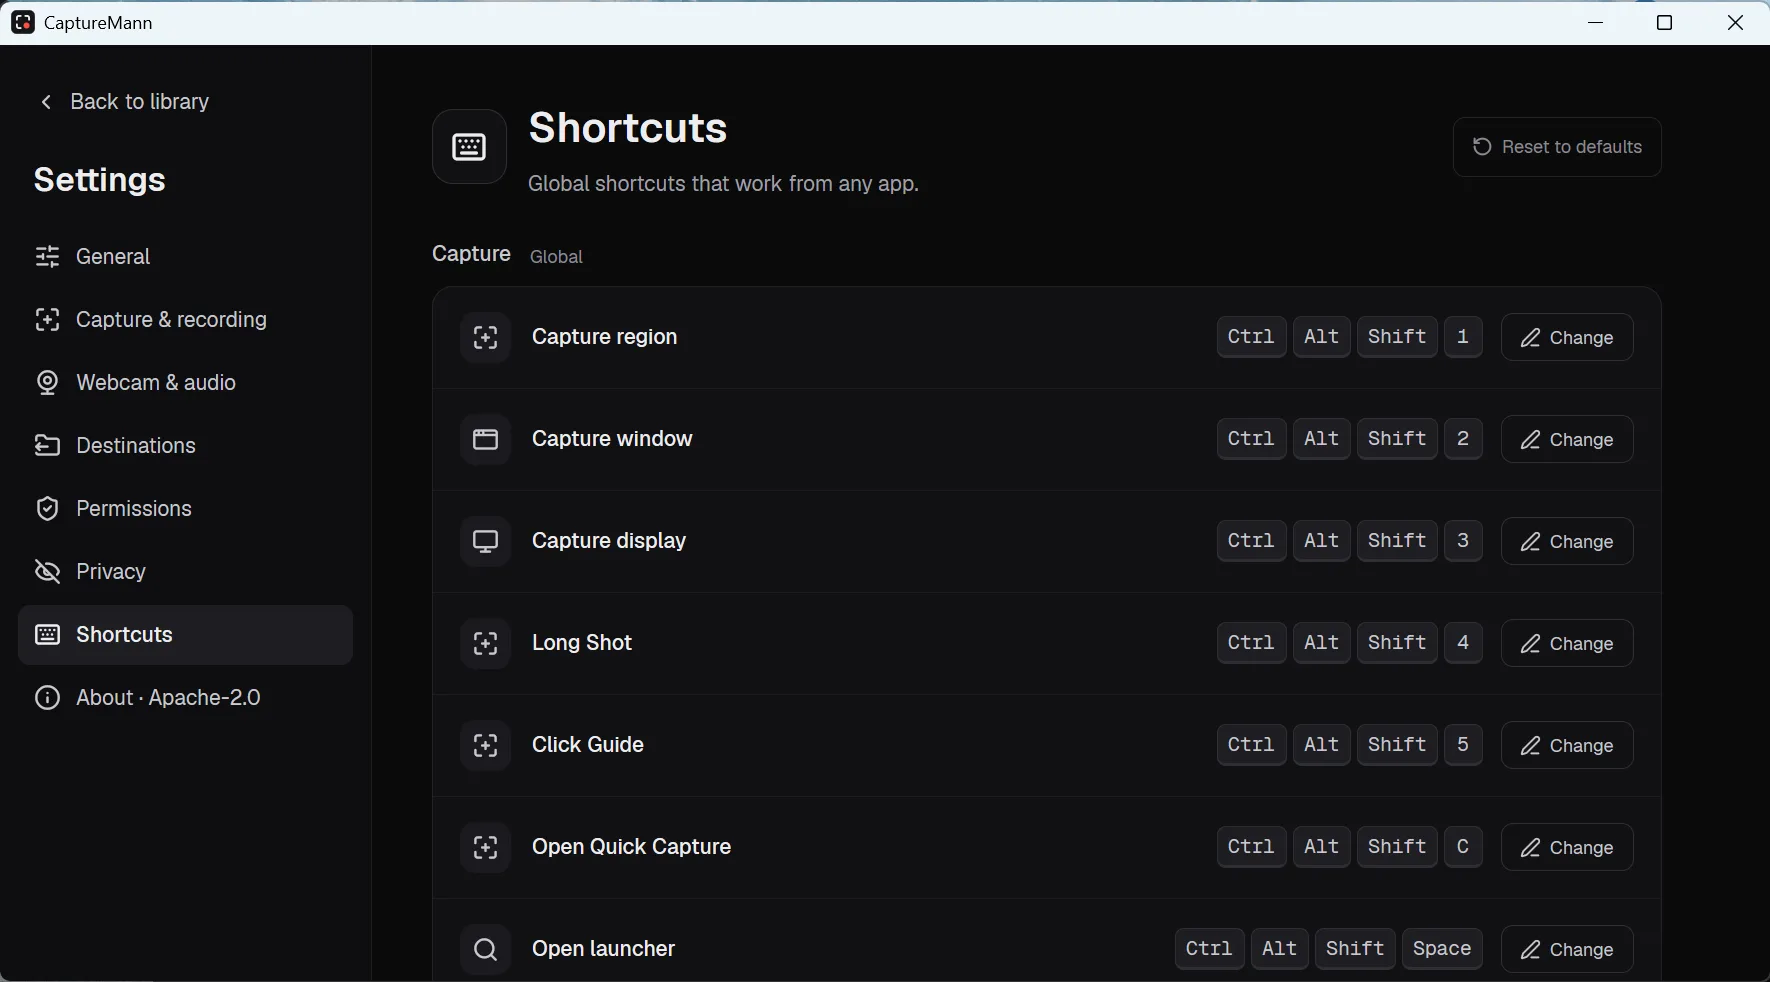 CaptureMann
Back to library
Settings
General
Capture & recording
Webcam & audio
Destinations
Permissions
Privacy
Shortcuts
About · Apache-2.0
Shortcuts
Global shortcuts that work from any app.
Reset to defaults
Capture Global
Capture region Ctrl Alt Shift 1 Change
Capture window Ctrl Alt Shift 2 Change
Capture display Ctrl Alt Shift 3 Change
Long Shot Ctrl Alt Shift 4 Change
Click Guide Ctrl Alt Shift 5 Change
Open Quick Capture Ctrl Alt Shift C Change
Open launcher Ctrl Alt Shift Space Change